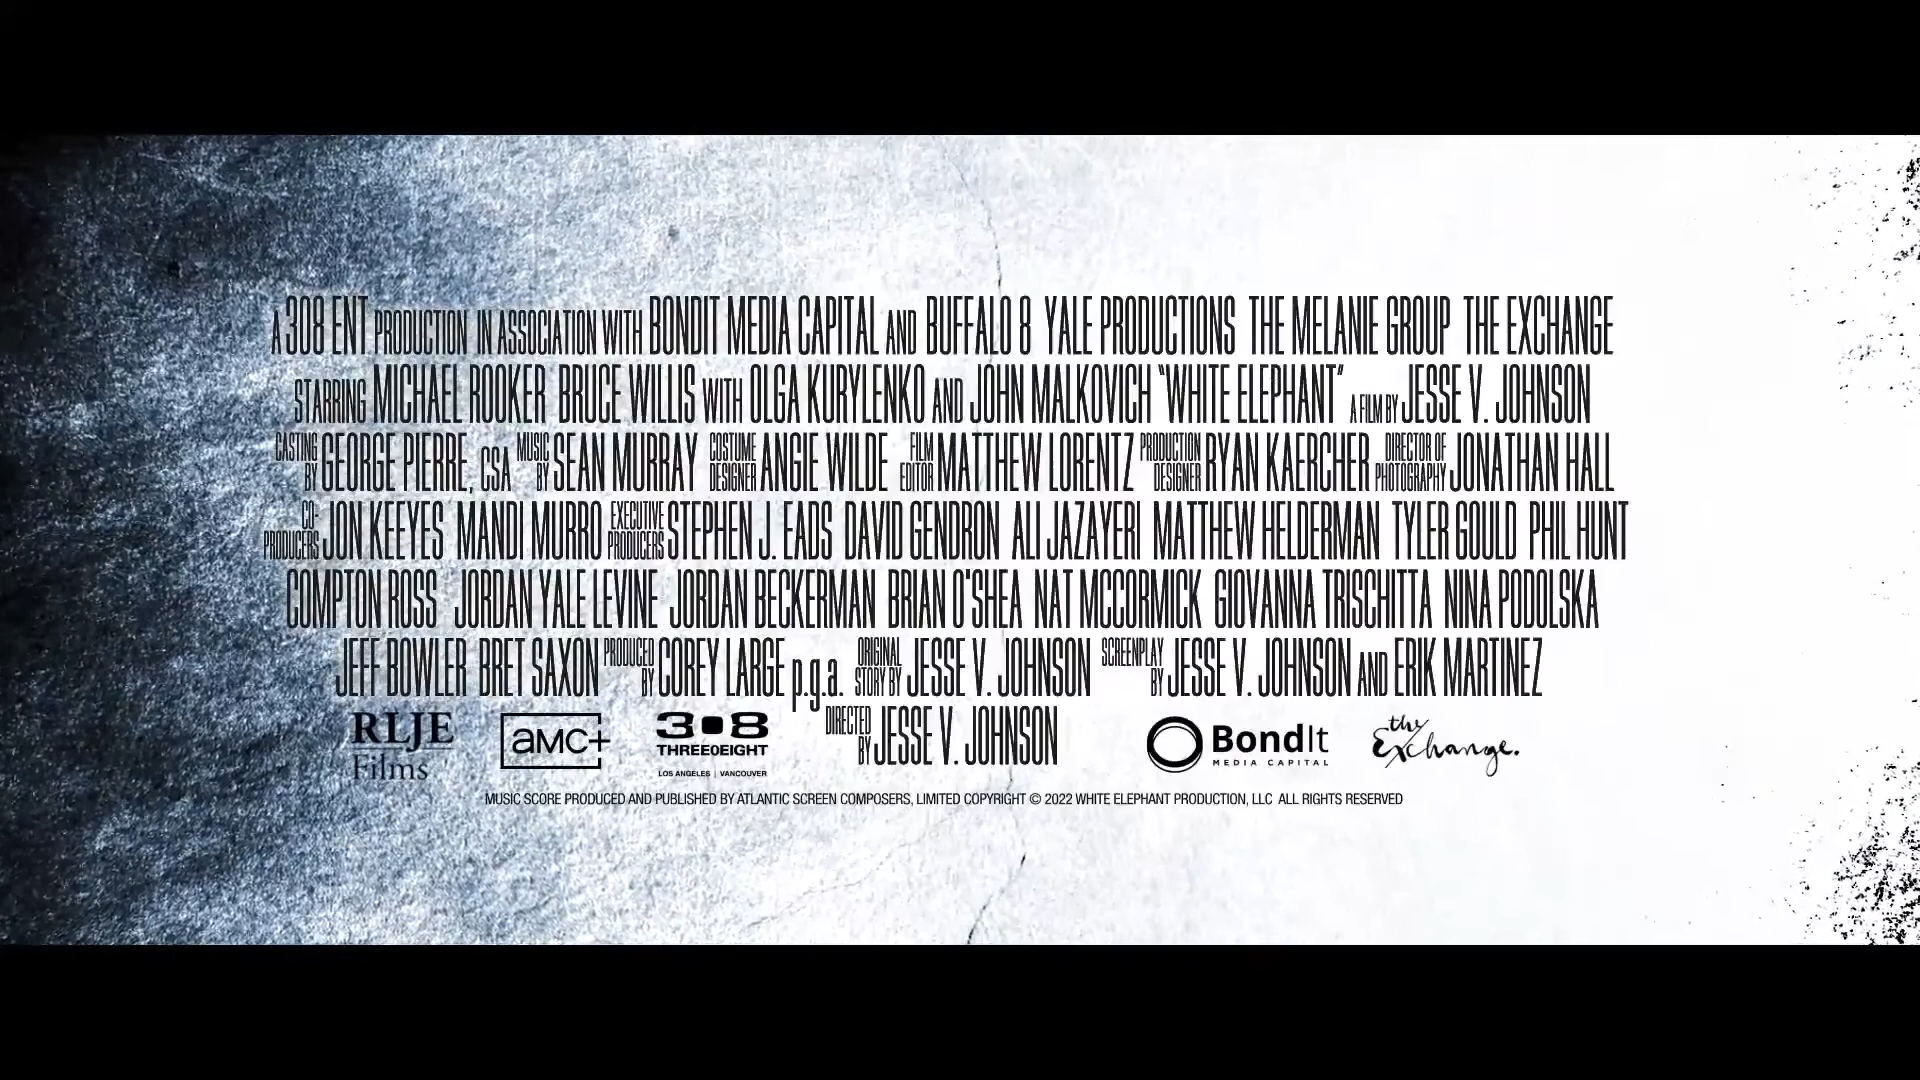 A 308 ENT PRODUCTION IN ASSOCIATION WITH BONDIT MEDIA CAPITAL AND BUFFALO 8 YALE PRODUCTIONS THE MELANIE GROUP THE EXCHANGE
STARRING MICHAEL ROOKER BRUCE WILLIS WITH OLGA KURYLENKO AND JOHN MALKOVICH "WHITE ELEPHANT" A FILM BY JESSE V. JOHNSON
CASTING BY GEORGE PIERRE, CSA MUSIC BY SEAN MURRAY COSTUME DESIGNER ANGIE WILDE FILM EDITOR MATTHEW LORENTZ PRODUCTION DESIGNER RYAN KAERCHER DIRECTOR OF PHOTOGRAPHY JONATHAN HALL
CO-PRODUCERS JON KEEYES MANDI MURRO EXECUTIVE PRODUCERS STEPHEN J. EADS DAVID GENDRON ALI JAZAYERI MATTHEW HELDERMAN TYLER GOULD PHIL HUNT
COMPTON ROSS JORDAN YALE LEVINE JORDAN BECKERMAN BRIAN O'SHEA NAT MCCORMICK GIOVANNA TRISCHITTA NINA PODOLSKA
JEFF BOWLER BRET SAXON PRODUCED BY COREY LARGE p.g.a. ORIGINAL STORY BY JESSE V. JOHNSON SCREENPLAY BY JESSE V. JOHNSON AND ERIK MARTINEZ
DIRECTED BY JESSE V. JOHNSON
RLJE Films
aMC+
3●8
THREE0EIGHT
LOS ANGELES | VANCOUVER
BondIt
MEDIA CAPITAL
the Exchange.
MUSIC SCORE PRODUCED AND PUBLISHED BY ATLANTIC SCREEN COMPOSERS, LIMITED COPYRIGHT © 2022 WHITE ELEPHANT PRODUCTION, LLC ALL RIGHTS RESERVED